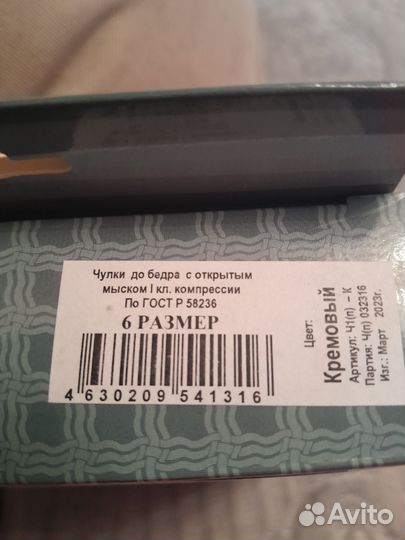 Чулки до бедра с открытым
мыском I кл. компрессии
По ГОСТ Р 58236
6 РАЗМЕР
4 630209 541316
Цвет:
Кремовый
Артикул: Ч1(п) – К
Партия: Ч(п) 032316
Изг.: Март 2023г.
Avito